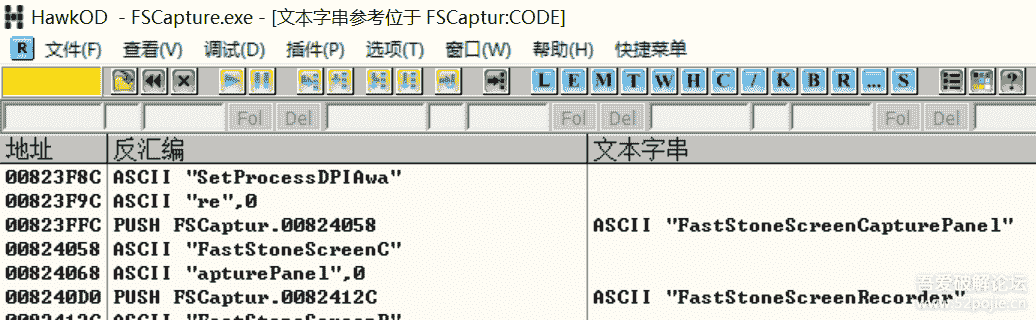 HawkOD - FSCapture.exe - [文本字串参考位于 FSCaptur:CODE]
R 文件(F) 查看(V) 调试(D) 插件(P) 选项(T) 窗口(W) 帮助(H) 快捷菜单
L E M T W H C / K B R ... S ?
Fol Del Fol Del Fol Del
地址 反汇编 文本字串
00823F8C ASCII "SetProcessDPIAwa"
00823F9C ASCII "re",0
00823FFC PUSH FSCaptur.00824058 ASCII "FastStoneScreenCapturePanel"
00824058 ASCII "FastStoneScreenC"
00824068 ASCII "apturePanel",0
008240D0 PUSH FSCaptur.0082412C ASCII "FastStoneScreenRecorder"
0082412C ASCII "FastStoneScreenR"
吾爱破解论坛
www.52pojie.cn